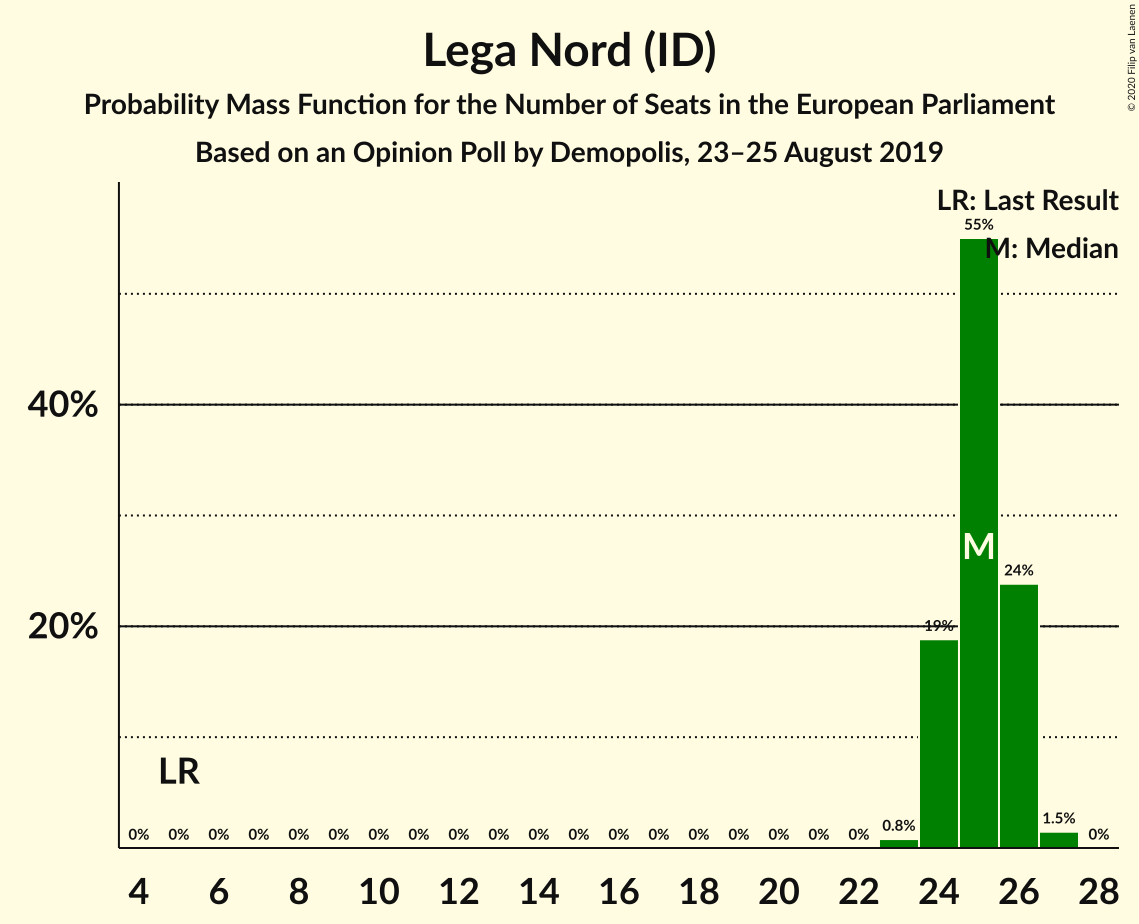 Lega Nord (ID)
Probability Mass Function for the Number of Seats in the European Parliament
Based on an Opinion Poll by Demopolis, 23–25 August 2019
© 2020 Filip van Laenen
LR: Last Result
55%
M: Median
40%
M
24%
20%
19%
LR
0% 0% 0% 0% 0% 0% 0% 0% 0% 0% 0% 0% 0% 0% 0% 0% 0% 0% 0% 0.8% 1.5% 0%
4 6 8 10 12 14 16 18 20 22 24 26 28